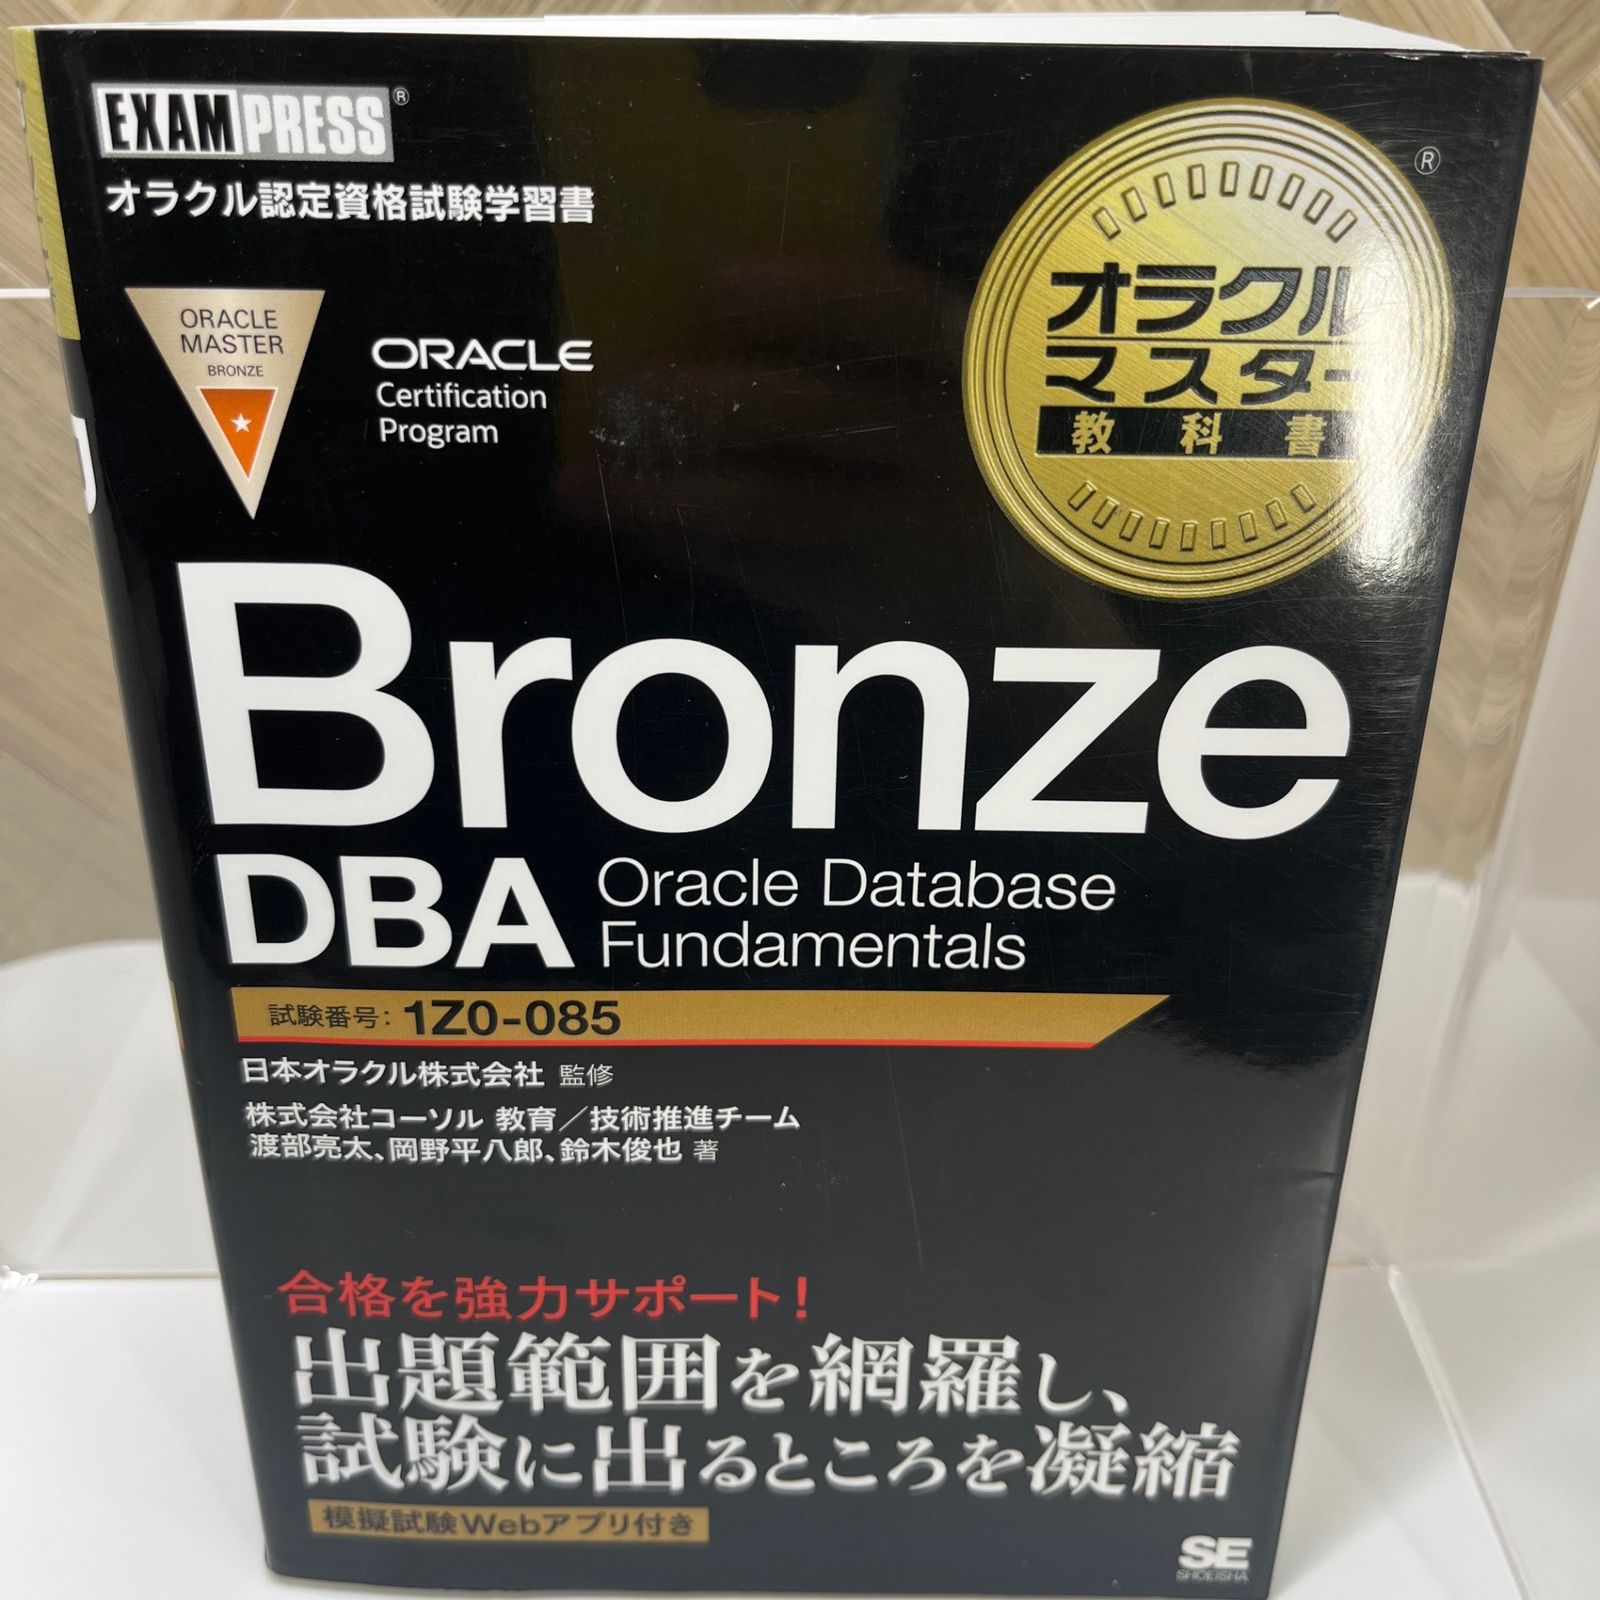 EXAMPRESS®
オラクル認定資格試験学習書
ORACLE
MASTER
BRONZE
ORACLE
Certification
Program
®
オラクル
マスター
教科書
Bronze
DBA
Oracle Database
Fundamentals
試験番号：1Z0-085
日本オラクル株式会社 監修
株式会社コーソル 教育／技術推進チーム
渡部亮太、岡野平八郎、鈴木俊也 著
合格を強力サポート！
出題範囲を網羅し、
試験に出るところを凝縮
模擬試験Webアプリ付き
SE
SHOEISHA